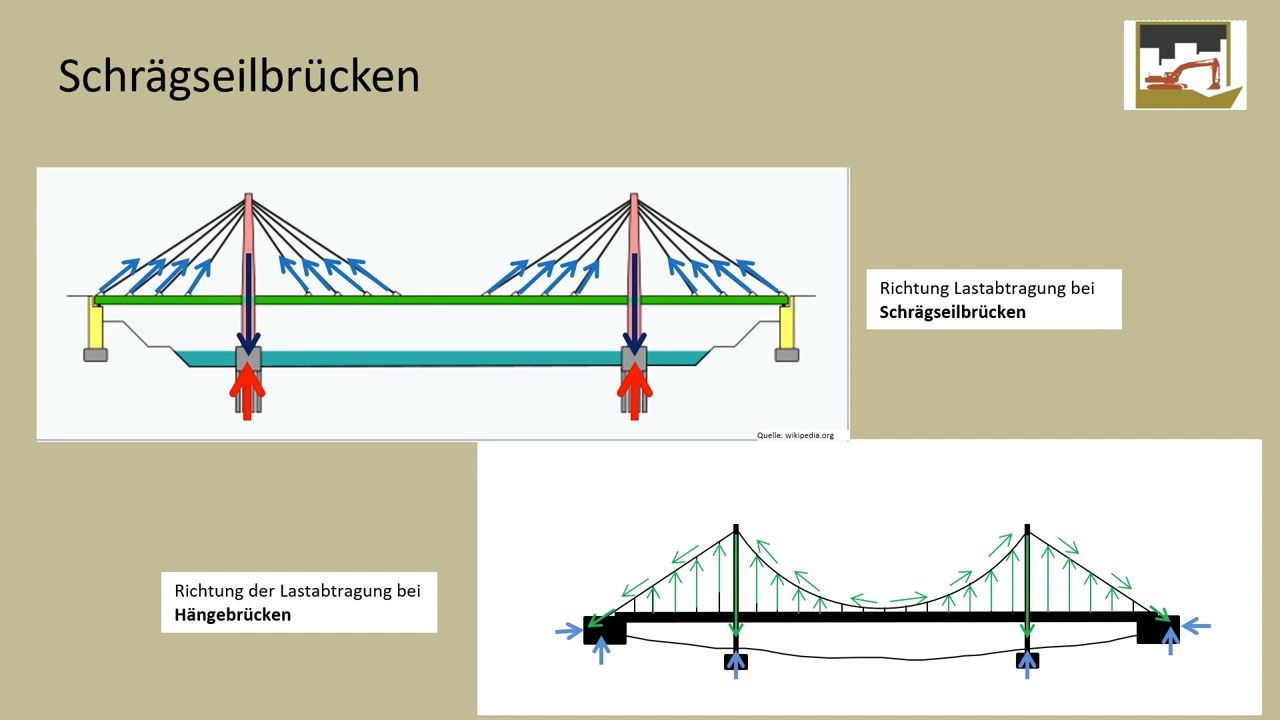 Schrägseilbrücken
Richtung Lastabtragung bei
Schrägseilbrücken
Quelle: wikipedia.org
Richtung der Lastabtragung bei
Hängebrücken